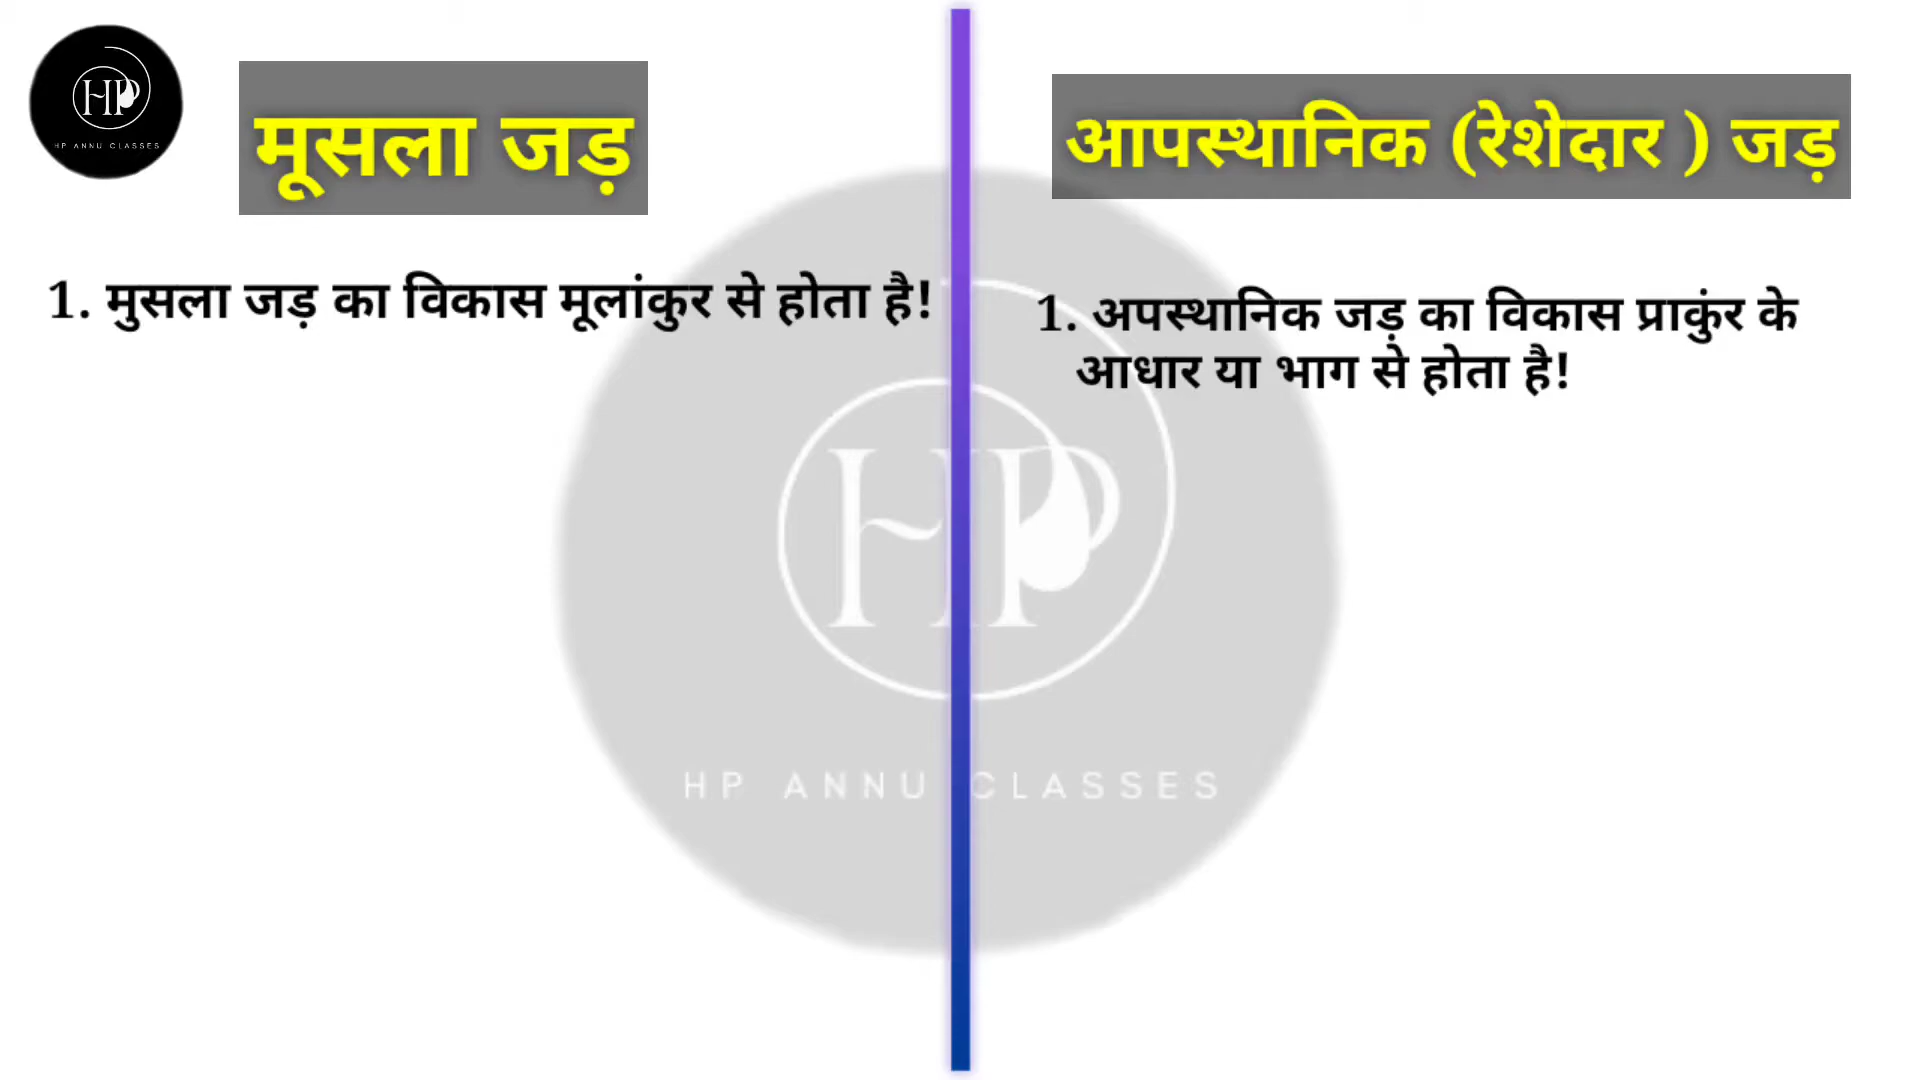 HP
HP ANNU CLASSES
मूसला जड़
1. मुसला जड़ का विकास मूलांकुर से होता है!
आपस्थानिक (रेशेदार ) जड़
1. अपस्थानिक जड़ का विकास प्राकुंर के
आधार या भाग से होता है!
HP
HP ANNU CLASSES